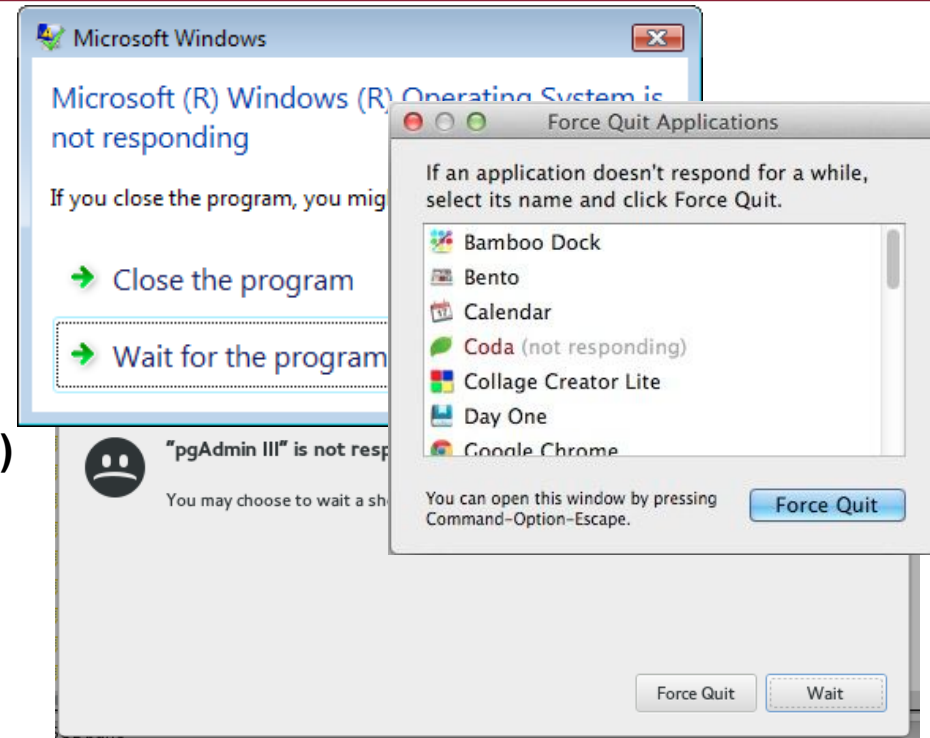 Microsoft Windows
Microsoft (R) Windows (R) Operating System is
not responding
If you close the program, you mig
Close the program
Wait for the program
Force Quit Applications
If an application doesn't respond for a while,
select its name and click Force Quit.
Bamboo Dock
Bento
Calendar
Coda (not responding)
Collage Creator Lite
Day One
Google Chrome
You can open this window by pressing
Command-Option-Escape.
Force Quit
)
"pgAdmin III" is not resp
You may choose to wait a sh
Force Quit
Wait